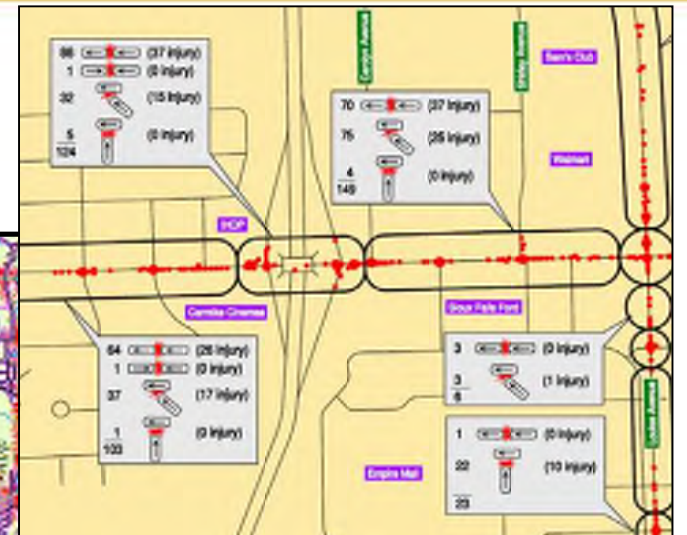 Carolyn Avenue
Shirley Avenue
Sam's Club
86 (37 injury)
1 (0 injury)
32 (15 injury)
5 (0 injury)
124
70 (27 injury)
75 (25 injury)
4 (0 injury)
149
Walmart
IHOP
Carmike Cinemas
Sioux Falls Ford
64 (26 injury)
1 (0 injury)
37 (17 injury)
1 (0 injury)
103
3 (0 injury)
3 (1 injury)
6
Louise Avenue
1 (0 injury)
22 (10 injury)
23
Empire Mall